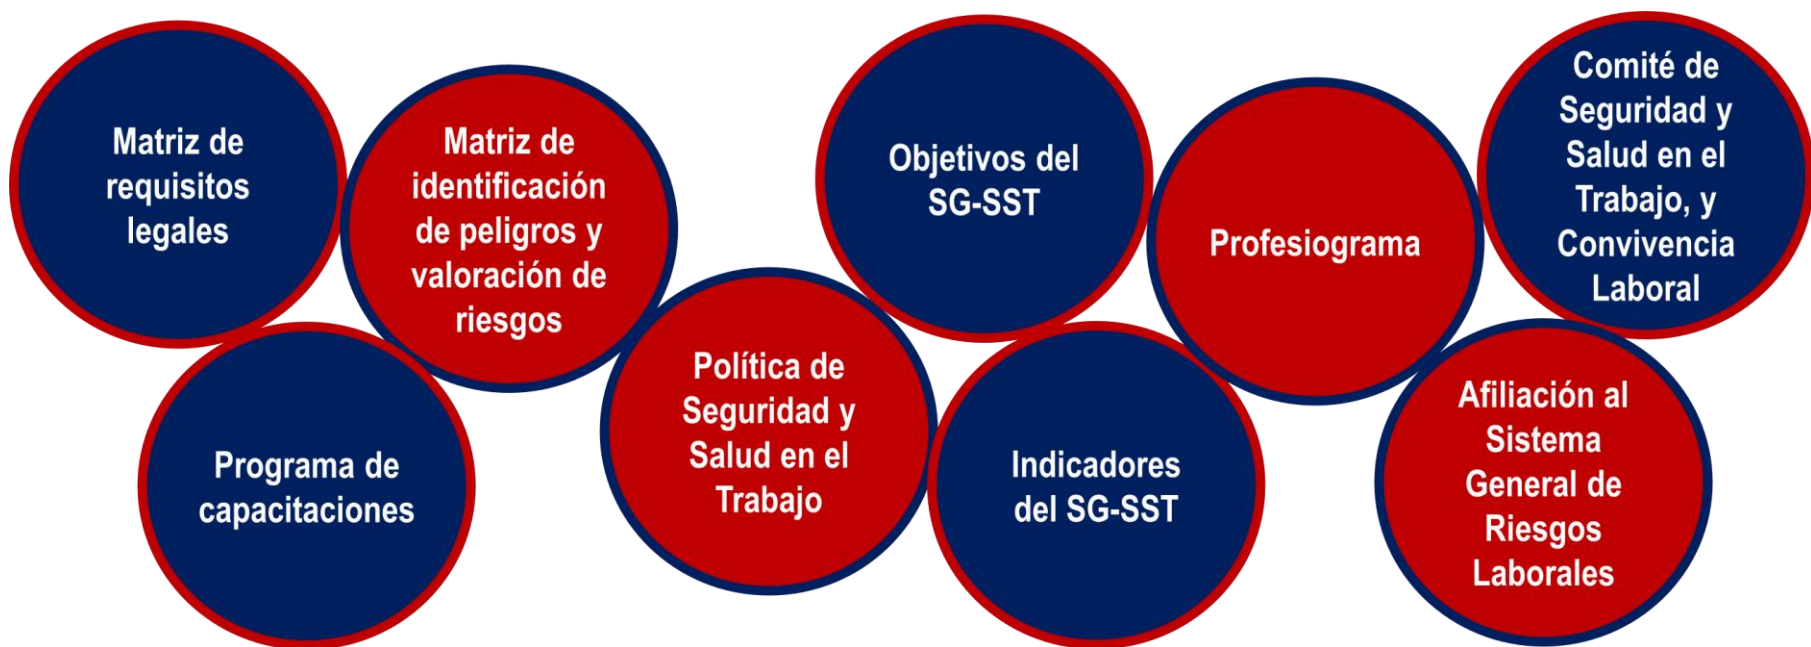 Matriz de
requisitos
legales
Matriz de
identificación
de peligros y
valoración de
riesgos
Objetivos del
SG-SST
Profesiograma
Comité de
Seguridad y
Salud en el
Trabajo, y
Convivencia
Laboral
Programa de
capacitaciones
Política de
Seguridad y
Salud en el
Trabajo
Indicadores
del SG-SST
Afiliación al
Sistema
General de
Riesgos
Laborales